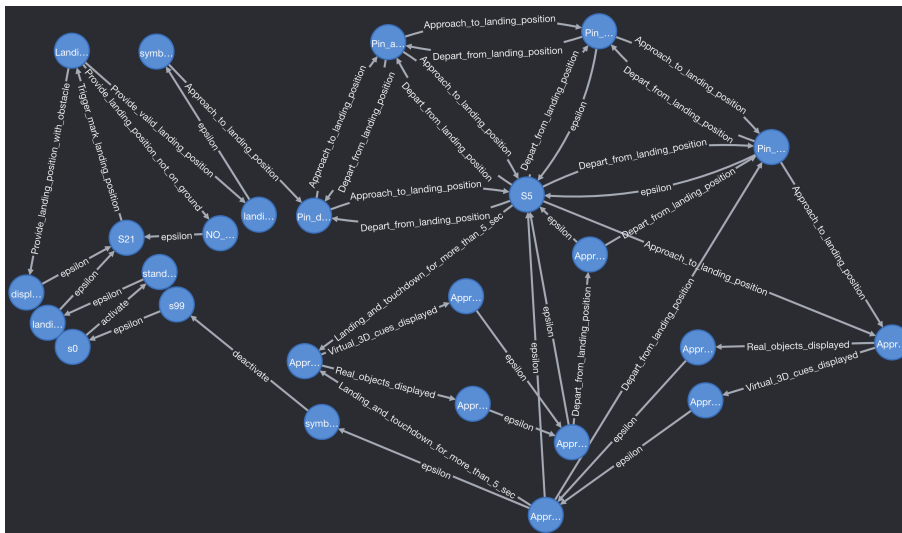 Landi...
symb...
Pin_a...
Approach_to_landing_position
Depart_from_landing_position
Pin_...
Approach_to_landing_position
Depart_from_landing_position
Pin_...
Provide_landing_position_with_obstacle
Trigger_mark_landing_position
Provide_valid_landing_position
Provide_landing_position_not_on_ground
Approach_to_landing_position
epsilon
Approach_to_landing_position
Depart_from_landing_position
Approach_to_landing_position
Depart_from_landing_position
Depart_from_landing_position
epsilon
Depart_from_landing_position
epsilon
S5
Approach_to_landing_position
Depart_from_landing_position
landi...
Pin_d...
S21
epsilon
NO_...
Appr...
epsilon
Depart_from_landing_position
Approach_to_landing_position
Approach_to_landing_position
displ...
epsilon
epsilon
stand...
epsilon
landi...
activate
s99
epsilon
s0
Landing_and_touchdown_for_more_than_5_sec
Appr...
Virtual_3D_cues_displayed
Appr...
Real_objects_displayed
Appr...
epsilon
epsilon
Appr...
epsilon
epsilon
Depart_from_landing_position
Depart_from_landing_position
Appr...
Real_objects_displayed
Appr...
Virtual_3D_cues_displayed
Appr...
epsilon
epsilon
deactivate
symb...
Landing_and_touchdown_for_more_than_5_sec
epsilon
Appr...